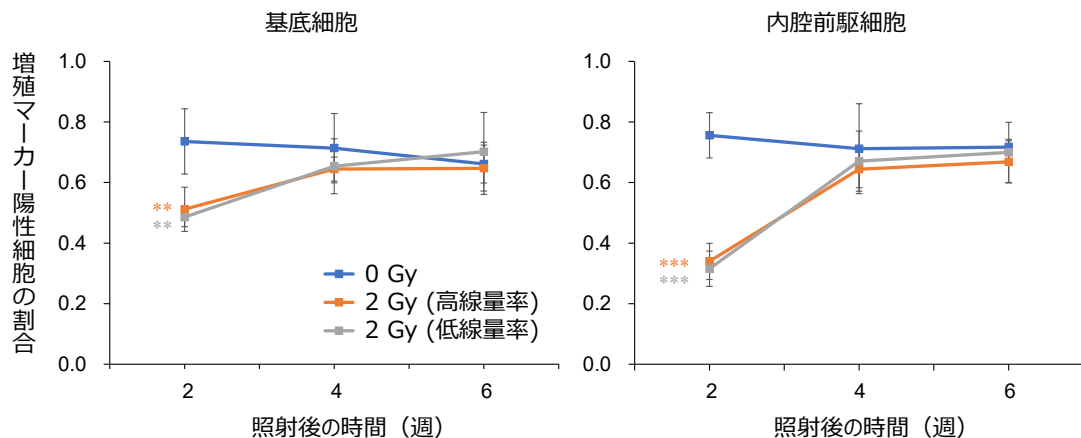 基底細胞
増殖マーカー陽性細胞の割合
1.0
0.8
0.6
0.4
0.2
0.0
**
**
0 Gy
2 Gy (高線量率)
2 Gy (低線量率)
2 4 6
照射後の時間（週）
内腔前駆細胞
1.0
0.8
0.6
0.4
0.2
0.0
***
***
2 4 6
照射後の時間（週）